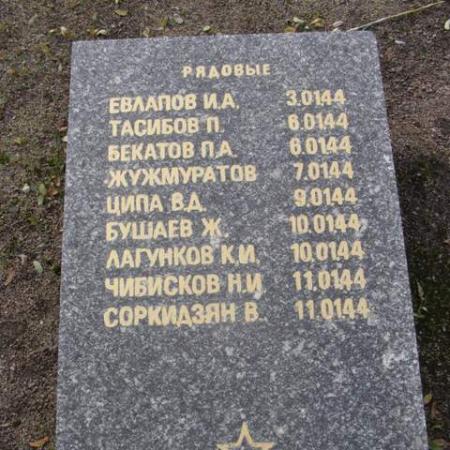 РЯДОВЫЕ
ЕВЛАПОВ И.А. 3.01.44
ТАСИБОВ П. 6.01.44
БЕКАТОВ П.А. 6.01.44
ЖУЖМУРАТОВ 7.01.44
ЦИПА В.Д. 9.01.44
БУШАЕВ Ж. 10.01.44
ЛАГУНКОВ К.И. 10.01.44
ЧИБИСКОВ Н.И 11.01.44
СОРКИДЗЯН В. 11.01.44